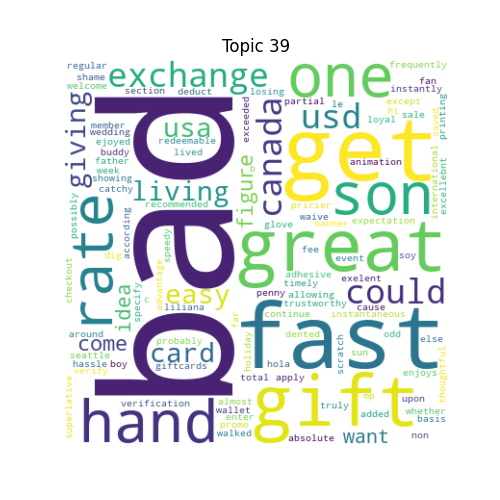 Topic 39
regular
shame
welcome
exchange
section
deduct
losing
one
frequently
fan
instantly
giving
member
wedding
ejoyed
buddy
father
week
showing
catchy
usa
redeemable
lived
bad
canada
exceeded
partial
le
usd
hi
except
loyal
sale
printing
get
animation
international
excellebnt
possibly
rate
living
recommended
figure
son
pricier
waive
manner
expectation
glove
according
speedy
great
fee
event
soy
checkout
idea
specify
dig
c
advantage
easy
liliana
adhesive
timely
penny
allowing
trustworthy
exelent
cause
could
continue
instantaneous
far
come
around
seattle
hassle
boy
verify
probably
card
giftcards
holiday
fast
dented
hola
scratch
sun
odd
else
enjoys
thoughtful
total
apply
superlative
hand
verification
almost
wallet
enter
promo
walked
gift
truly
absolute
mp
added
want
upon
whether
basis
non